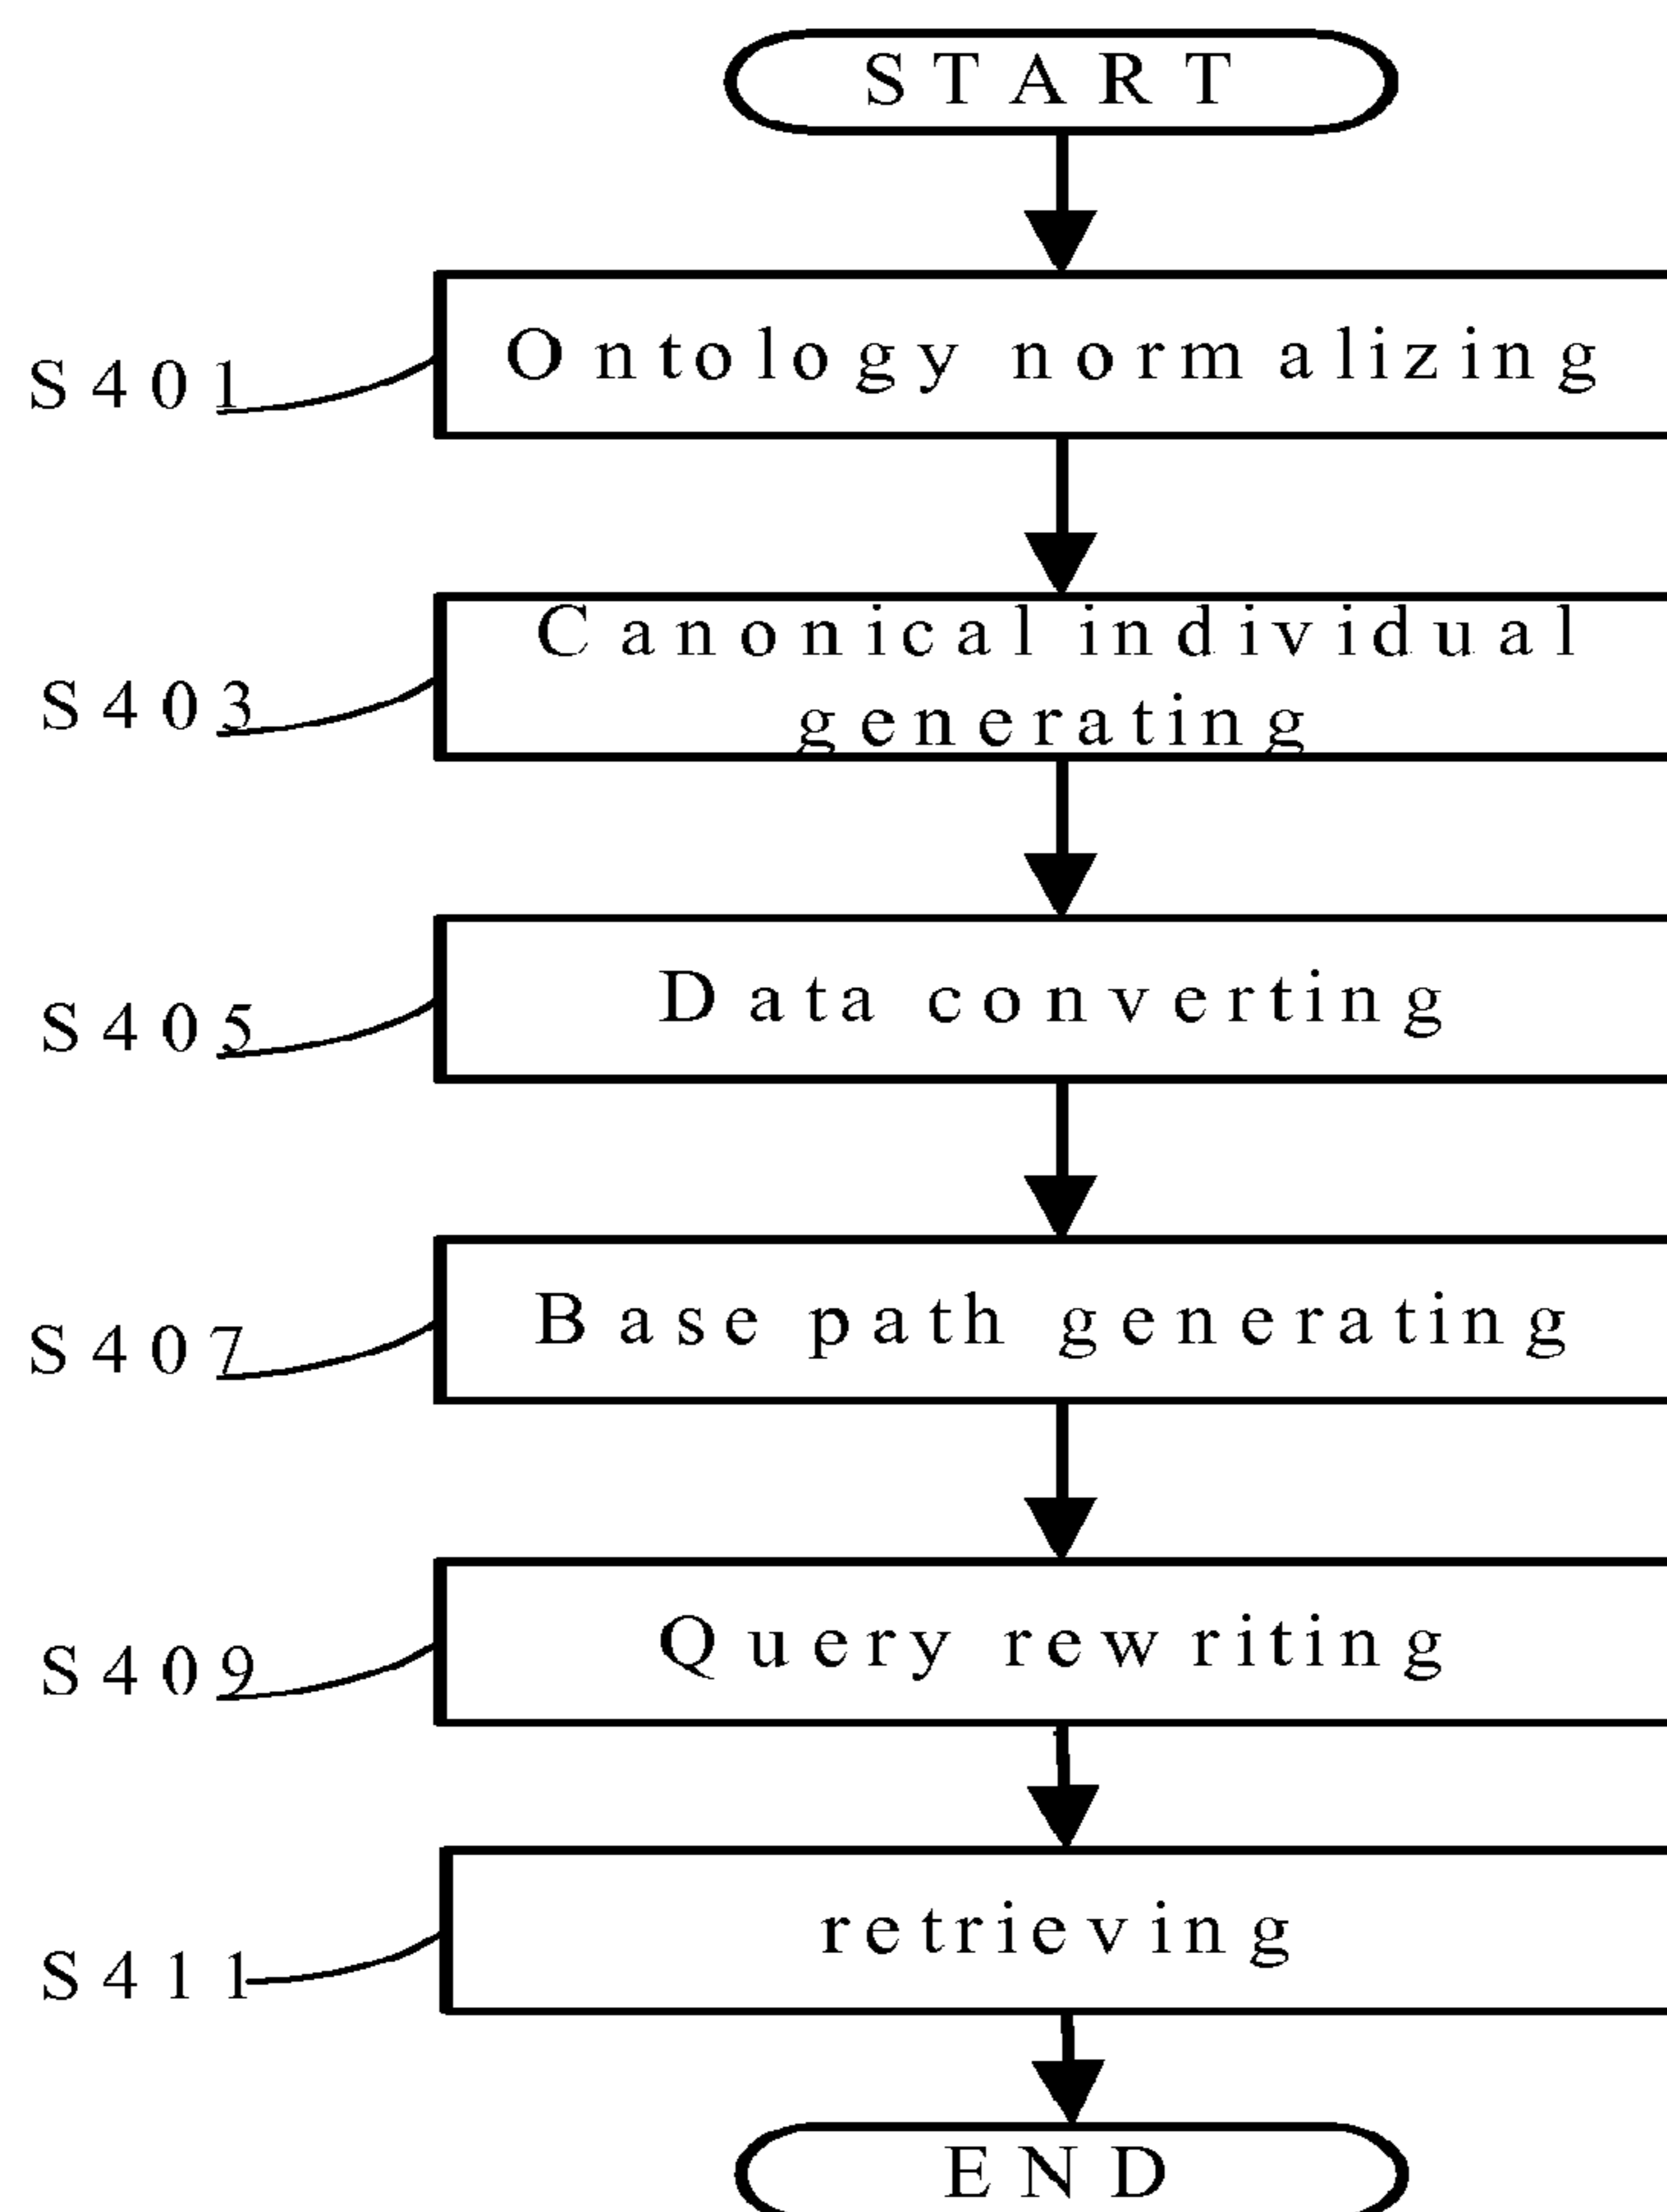 START
S401
Ontology normalizing
S403
Canonical individual
generating
S405
Data converting
S407
Base path generating
S409
Query rewriting
S411
retrieving
END